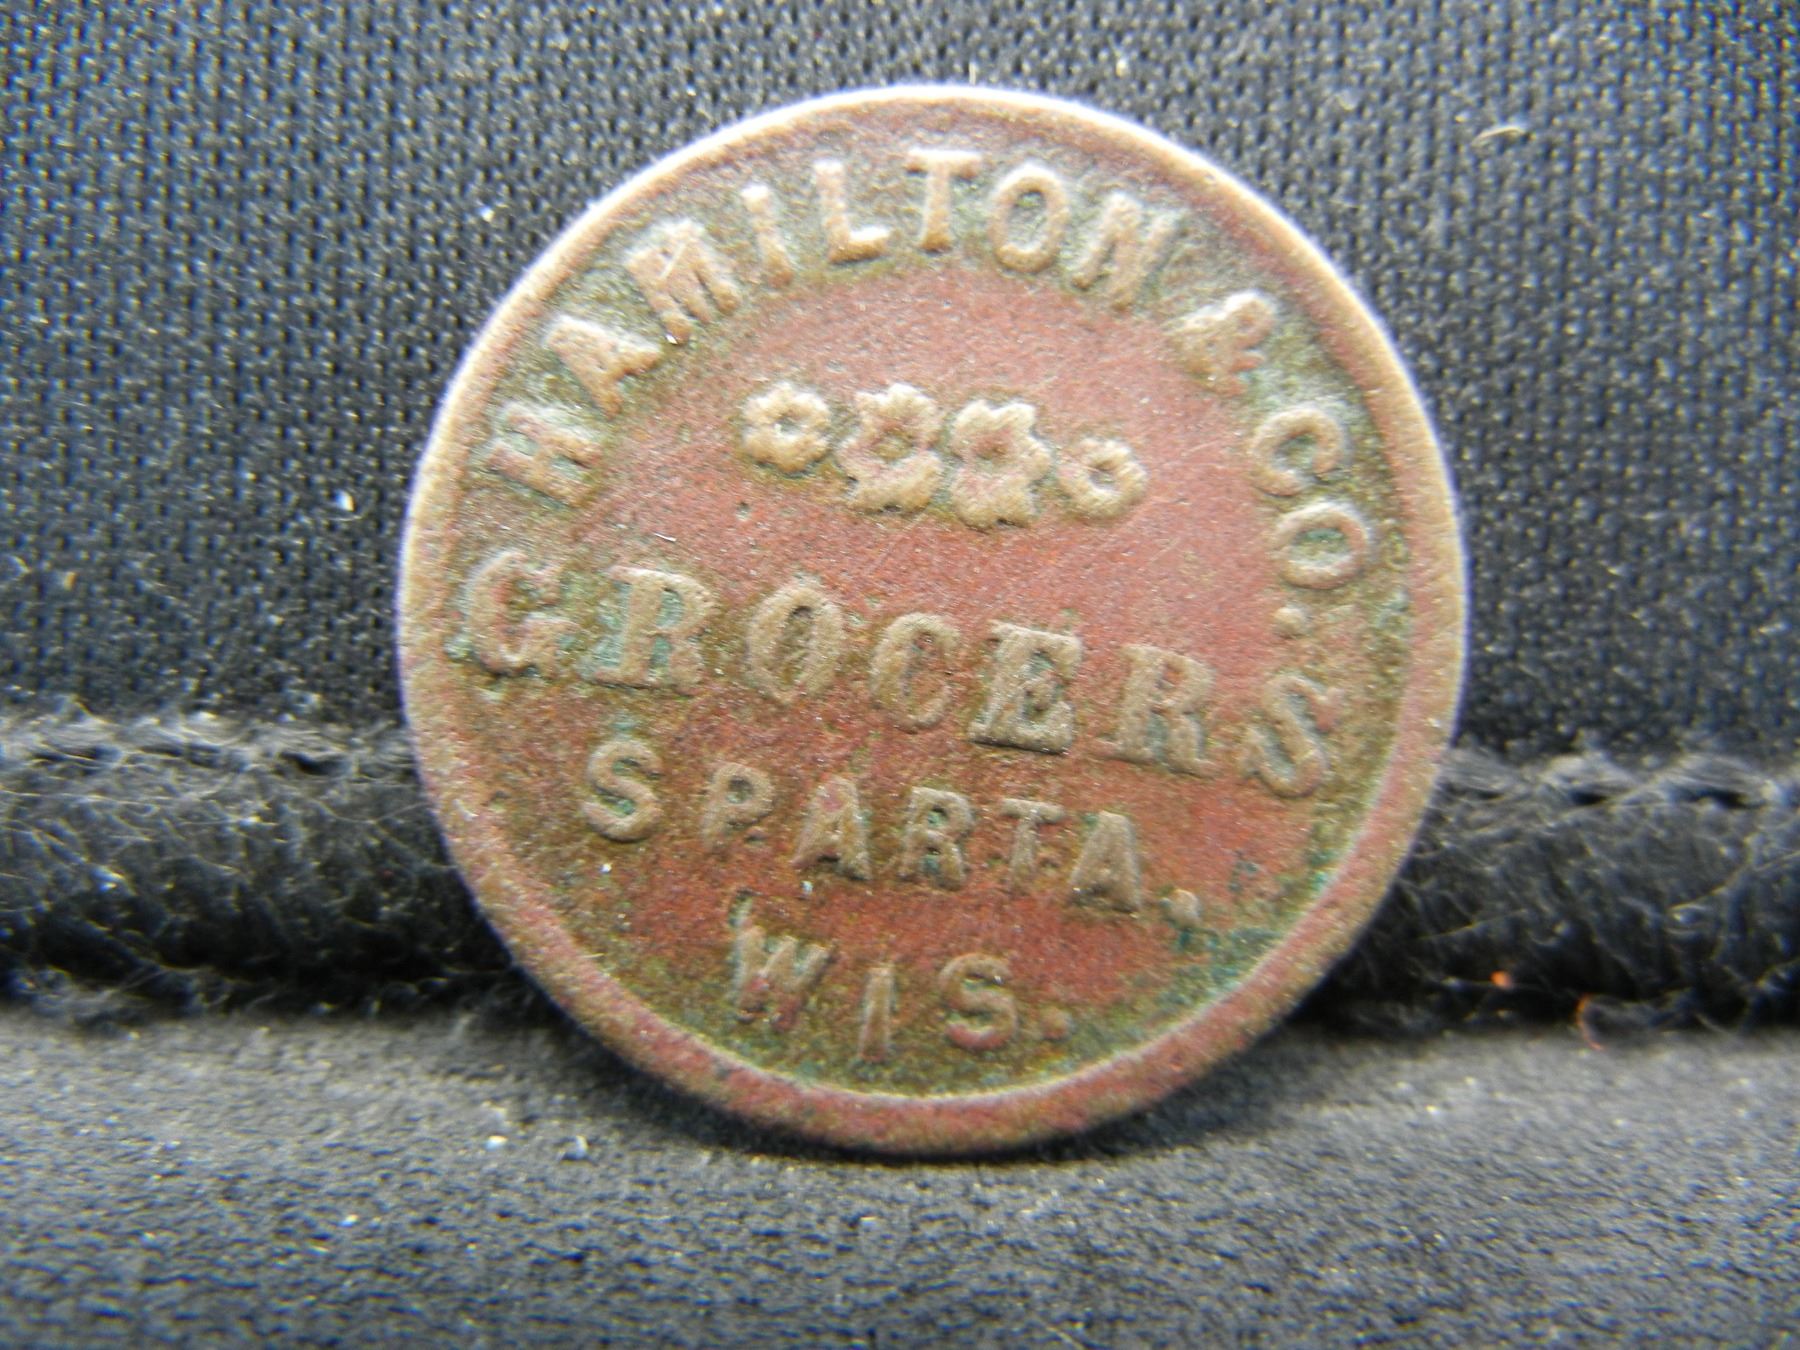 HAMILTON & CO.
GROCERS
SPARTA.
WIS.